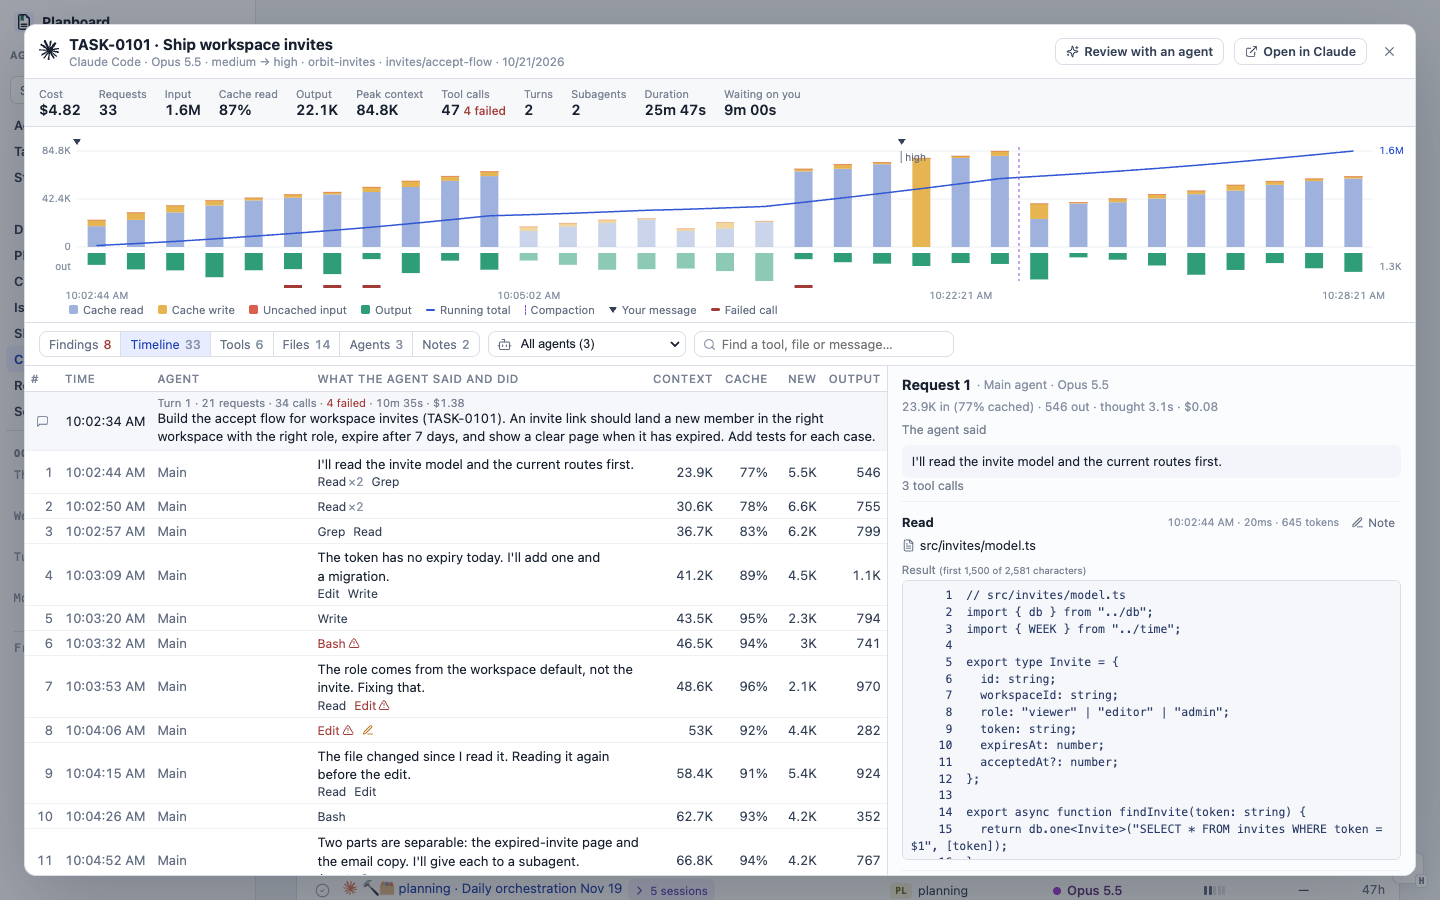 Planboard
TASK-0101 · Ship workspace invites
Claude Code · Opus 5.5 · medium → high · orbit-invites · invites/accept-flow · 10/21/2026
Review with an agent
Open in Claude
Cost Requests Input Cache read Output Peak context Tool calls Turns Subagents Duration Waiting on you
$4.82 33 1.6M 87% 22.1K 84.8K 47 4 failed 2 2 25m 47s 9m 00s
84.8K
high
1.6M
42.4K
0
out
1.3K
10:02:44 AM 10:05:02 AM 10:22:21 AM 10:28:21 AM
Cache read Cache write Uncached input Output Running total Compaction Your message Failed call
Findings 8 Timeline 33 Tools 6 Files 14 Agents 3 Notes 2 All agents (3) Find a tool, file or message...
# TIME AGENT WHAT THE AGENT SAID AND DID CONTEXT CACHE NEW OUTPUT
Turn 1 · 21 requests · 34 calls · 4 failed · 10m 35s · $1.38
10:02:34 AM Build the accept flow for workspace invites (TASK-0101). An invite link should land a new member in the right
workspace with the right role, expire after 7 days, and show a clear page when it has expired. Add tests for each case.
I'll read the invite model and the current routes first.
1 10:02:44 AM Main 23.9K 77% 5.5K 546
Read ×2 Grep
2 10:02:50 AM Main Read ×2 30.6K 78% 6.6K 755
3 10:02:57 AM Main Grep Read 36.7K 83% 6.2K 799
The token has no expiry today. I'll add one and
4 10:03:09 AM Main a migration. 41.2K 89% 4.5K 1.1K
Edit Write
5 10:03:20 AM Main Write 43.5K 95% 2.3K 794
6 10:03:32 AM Main Bash 46.5K 94% 3K 741
The role comes from the workspace default, not the
7 10:03:53 AM Main invite. Fixing that. 48.6K 96% 2.1K 970
Read Edit
8 10:04:06 AM Main Edit 53K 92% 4.4K 282
The file changed since I read it. Reading it again
9 10:04:15 AM Main before the edit. 58.4K 91% 5.4K 924
Read Edit
10 10:04:26 AM Main Bash 62.7K 93% 4.2K 352
Two parts are separable: the expired-invite page and
11 10:04:52 AM Main the email copy. I'll give each to a subagent. 66.8K 94% 4.2K 767
Request 1 · Main agent · Opus 5.5
23.9K in (77% cached) · 546 out · thought 3.1s · $0.08
The agent said
I'll read the invite model and the current routes first.
3 tool calls
Read 10:02:44 AM · 20ms · 645 tokens Note
src/invites/model.ts
Result (first 1,500 of 2,581 characters)
1 // src/invites/model.ts
2 import { db } from "../db";
3 import { WEEK } from "../time";
4
5 export type Invite = {
6 id: string;
7 workspaceId: string;
8 role: "viewer" | "editor" | "admin";
9 token: string;
10 expiresAt: number;
11 acceptedAt?: number;
12 };
13
14 export async function findInvite(token: string) {
15 return db.one<Invite>("SELECT * FROM invites WHERE token =
$1", [token]);
planning · Daily orchestration Nov 19 > 5 sessions PL planning Opus 5.5 — 47h
H